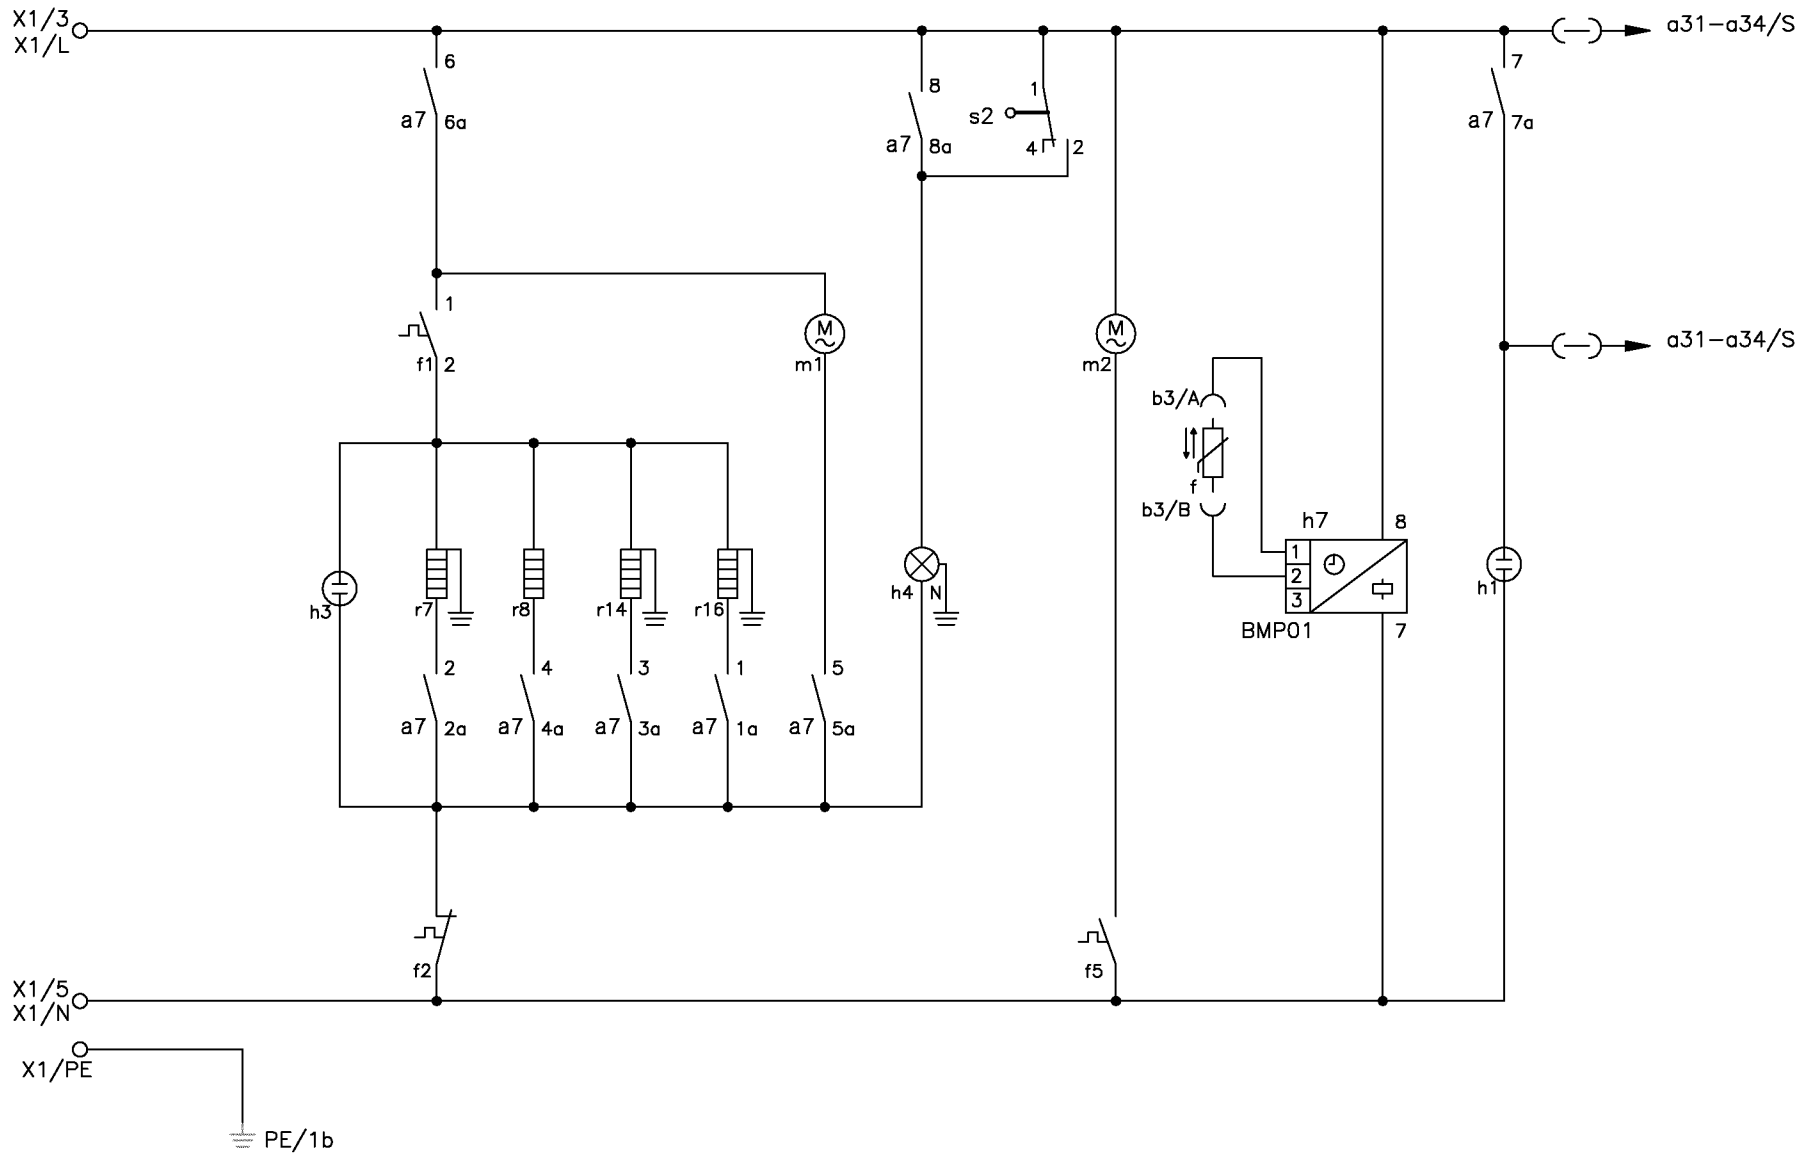 X1/3
X1/L
a31-a34/S
6
a7 6a
8
a7 8a
1
s2
4 2
7
a7 7a
1
f1 2
M
m1
M
m2
a31-a34/S
b3/A
f
b3/B
h7 8
1
2
3
BMP01 7
h3
r7
r8
r14
r16
h4 N
h1
2
a7 2a
4
a7 4a
3
a7 3a
1
a7 1a
5
a7 5a
f2
f5
X1/5
X1/N
X1/PE
PE/1b